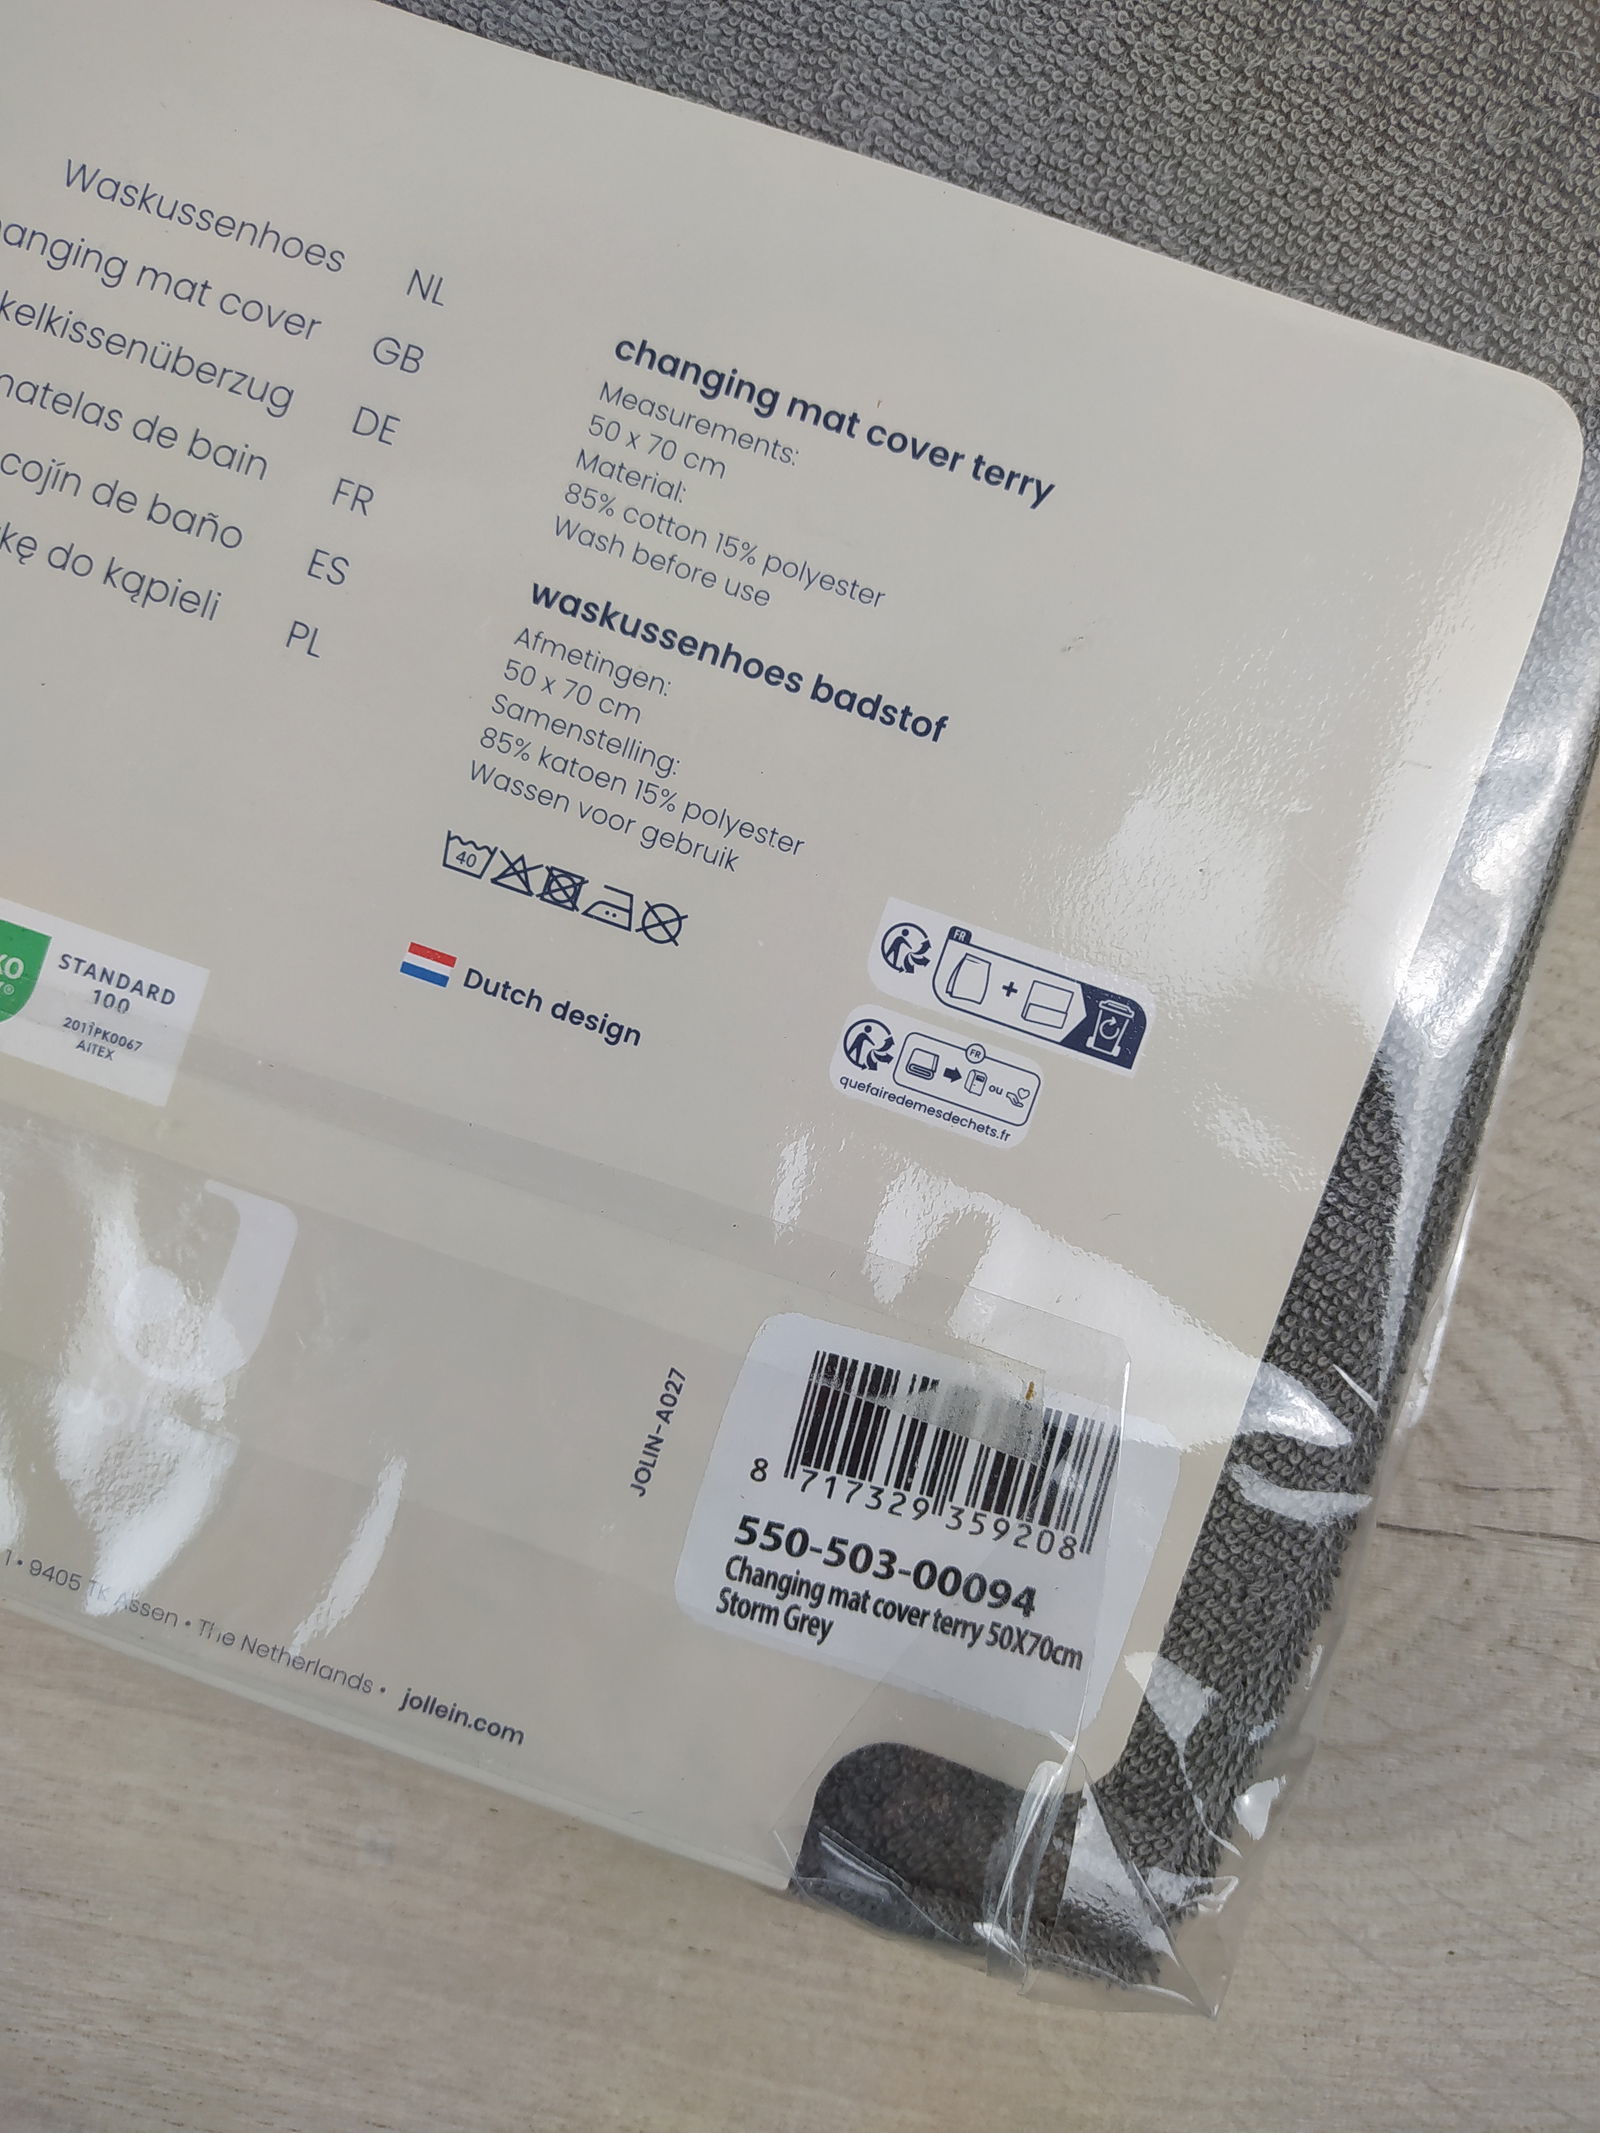 Waskussenhoes NL
mat cover GB
DE
de bain FR
cojín de baño ES
do kąpieli PL
changing mat cover terry
Measurements:
50 x 70 cm
Material:
85% cotton 15% polyester
Wash before use
waskussenhoes badstof
Afmetingen:
50 x 70 cm
Samenstelling:
85% katoen 15% polyester
Wassen voor gebruik
40
Dutch design
STANDARD
100
2011PK0067
AITEX
FR
+
FR
ou
quefairedemesdechets.fr
JOLIN-A027
8 717329 359208
550-503-00094
Changing mat cover terry 50X70cm
Storm Grey
1 • 9405 TK Assen • The Netherlands • jollein.com